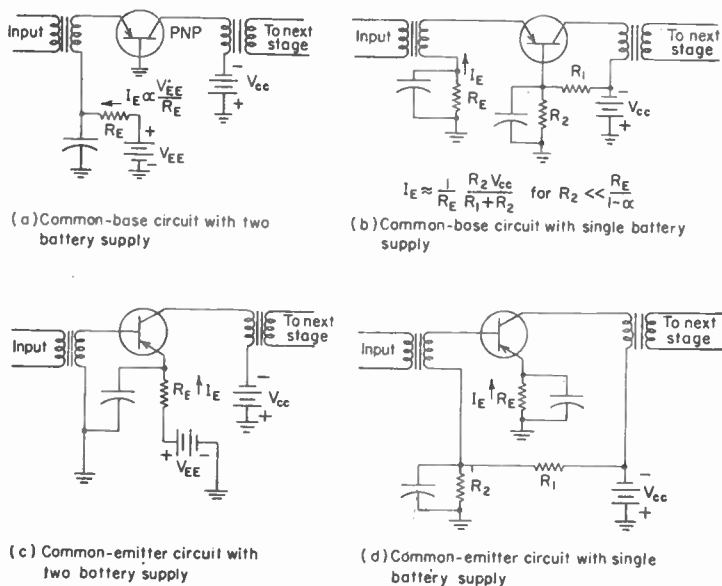 Input
PNP
To next
stage
V_cc
−
+
I_E ∝ V_EE / R_E
R_E
+
V_EE
−
(a) Common-base circuit with two
battery supply
Input
I_E
R_E
R_2
R_1
To next
stage
−
V_cc
+
I_E ≈ 1/R_E R_2 V_cc / R_1 + R_2 for R_2 << R_E / 1-α
(b) Common-base circuit with single battery
supply
Input
To next
stage
R_E
I_E
−
V_cc
+
+
−
V_EE
(c) Common-emitter circuit with
two battery supply
Input
To next
stage
I_E
R_E
R_2
R_1
−
V_cc
+
(d) Common-emitter circuit with single
battery supply